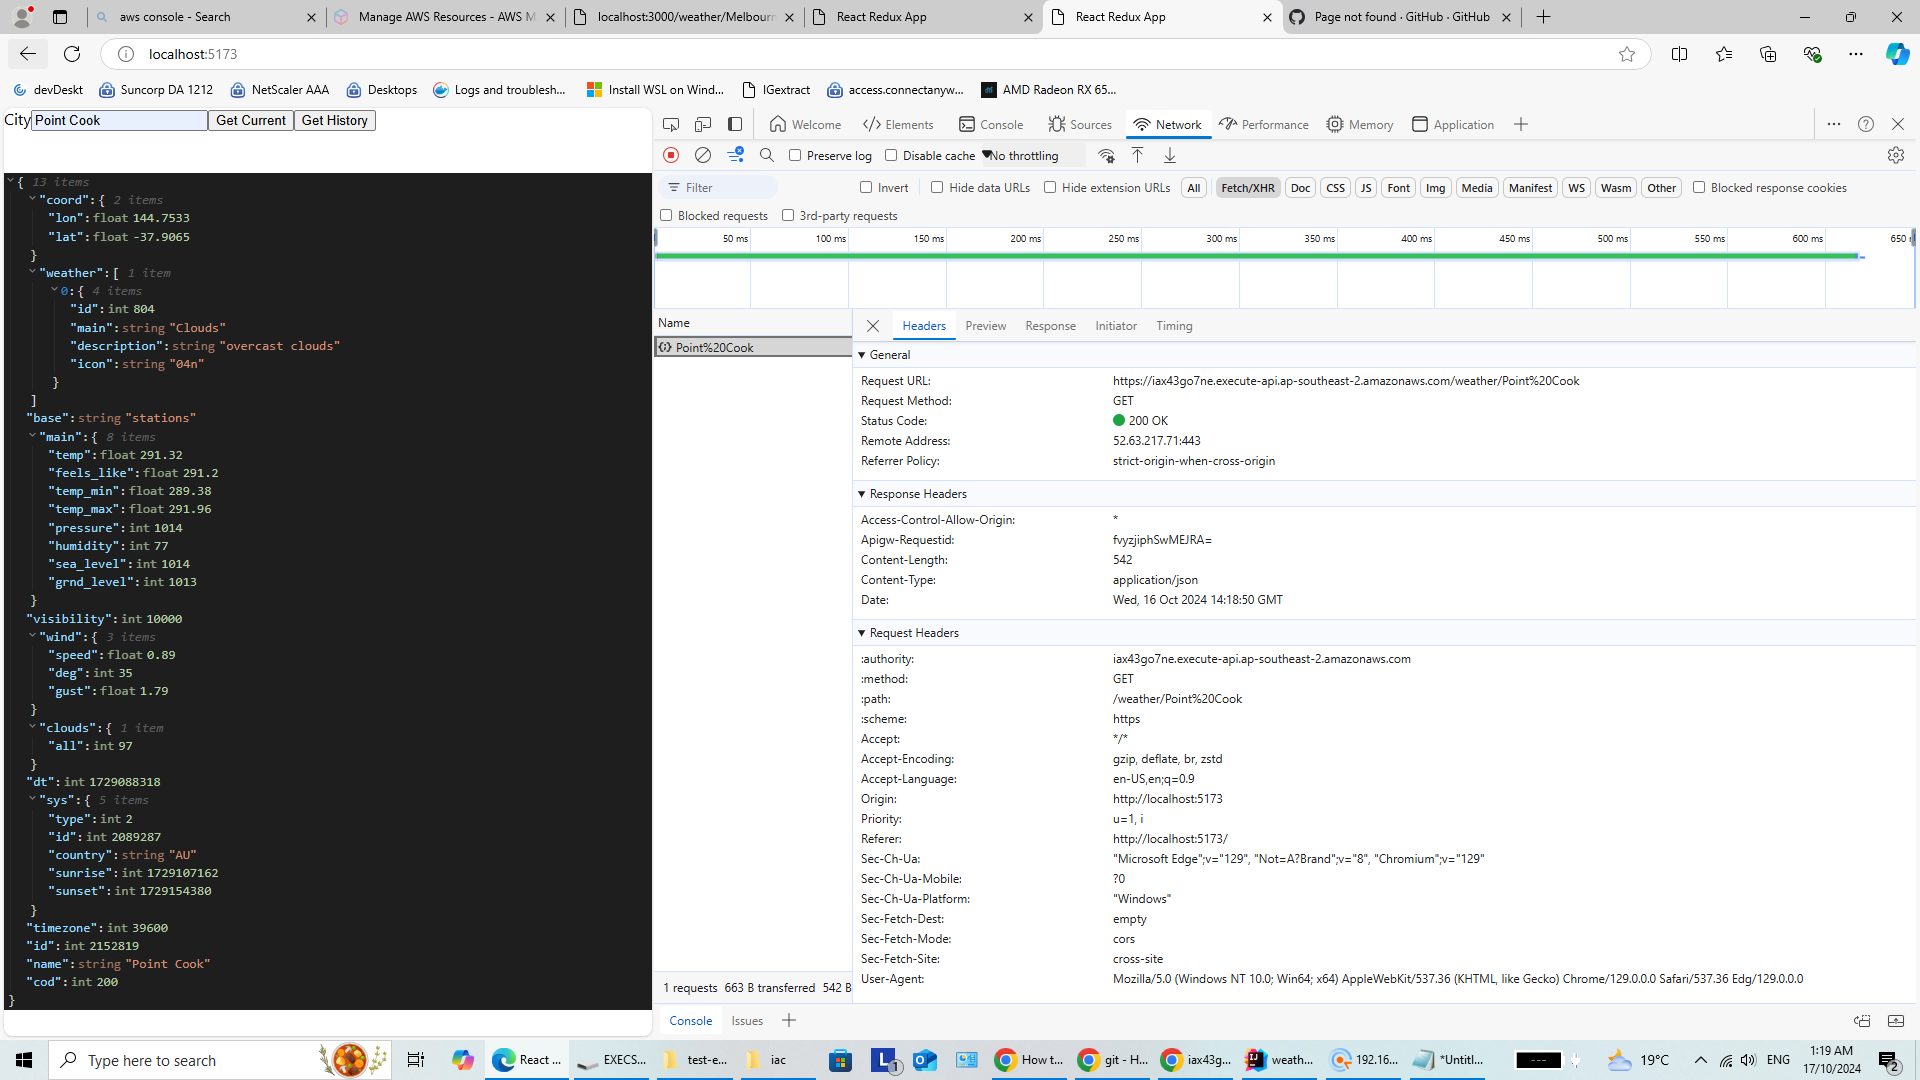 aws console - Search
Manage AWS Resources - AWS M
localhost:3000/weather/Melbourn
React Redux App
React Redux App
Page not found · GitHub · GitHub
localhost:5173
devDeskt
Suncorp DA 1212
NetScaler AAA
Desktops
Logs and troublesh...
Install WSL on Wind...
IGextract
access.connectanyw...
AMD Radeon RX 65...
City Point Cook Get Current Get History
{ 13 items
"coord":{ 2 items
"lon":float 144.7533
"lat":float -37.9065
}
"weather":[ 1 item
0:{ 4 items
"id":int 804
"main":string "Clouds"
"description":string "overcast clouds"
"icon":string "04n"
}
]
"base":string "stations"
"main":{ 8 items
"temp":float 291.32
"feels_like":float 291.2
"temp_min":float 289.38
"temp_max":float 291.96
"pressure":int 1014
"humidity":int 77
"sea_level":int 1014
"grnd_level":int 1013
}
"visibility":int 10000
"wind":{ 3 items
"speed":float 0.89
"deg":int 35
"gust":float 1.79
}
"clouds":{ 1 item
"all":int 97
}
"dt":int 1729088318
"sys":{ 5 items
"type":int 2
"id":int 2089287
"country":string "AU"
"sunrise":int 1729107162
"sunset":int 1729154380
}
"timezone":int 39600
"id":int 2152819
"name":string "Point Cook"
"cod":int 200
}
Welcome Elements Console Sources Network Performance Memory Application
Preserve log Disable cache No throttling
Filter Invert Hide data URLs Hide extension URLs All Fetch/XHR Doc CSS JS Font Img Media Manifest WS Wasm Other Blocked response cookies
Blocked requests 3rd-party requests
50 ms 100 ms 150 ms 200 ms 250 ms 300 ms 350 ms 400 ms 450 ms 500 ms 550 ms 600 ms 650
Name
Point%20Cook
Headers Preview Response Initiator Timing
General
Request URL: https://iax43go7ne.execute-api.ap-southeast-2.amazonaws.com/weather/Point%20Cook
Request Method: GET
Status Code: 200 OK
Remote Address: 52.63.217.71:443
Referrer Policy: strict-origin-when-cross-origin
Response Headers
Access-Control-Allow-Origin: *
Apigw-Requestid: fvyzjiphSwMEJRA=
Content-Length: 542
Content-Type: application/json
Date: Wed, 16 Oct 2024 14:18:50 GMT
Request Headers
:authority: iax43go7ne.execute-api.ap-southeast-2.amazonaws.com
:method: GET
:path: /weather/Point%20Cook
:scheme: https
Accept: */*
Accept-Encoding: gzip, deflate, br, zstd
Accept-Language: en-US,en;q=0.9
Origin: http://localhost:5173
Priority: u=1, i
Referer: http://localhost:5173/
Sec-Ch-Ua: "Microsoft Edge";v="129", "Not=A?Brand";v="8", "Chromium";v="129"
Sec-Ch-Ua-Mobile: ?0
Sec-Ch-Ua-Platform: "Windows"
Sec-Fetch-Dest: empty
Sec-Fetch-Mode: cors
Sec-Fetch-Site: cross-site
User-Agent: Mozilla/5.0 (Windows NT 10.0; Win64; x64) AppleWebKit/537.36 (KHTML, like Gecko) Chrome/129.0.0.0 Safari/537.36 Edg/129.0.0.0
1 requests 663 B transferred 542 B
Console Issues
Type here to search
React ...
EXECS...
test-e...
iac
L 1
How t...
git - H...
iax43g...
weath...
192.16...
*Untitl...
---
19°C
ENG
1:19 AM
17/10/2024
2